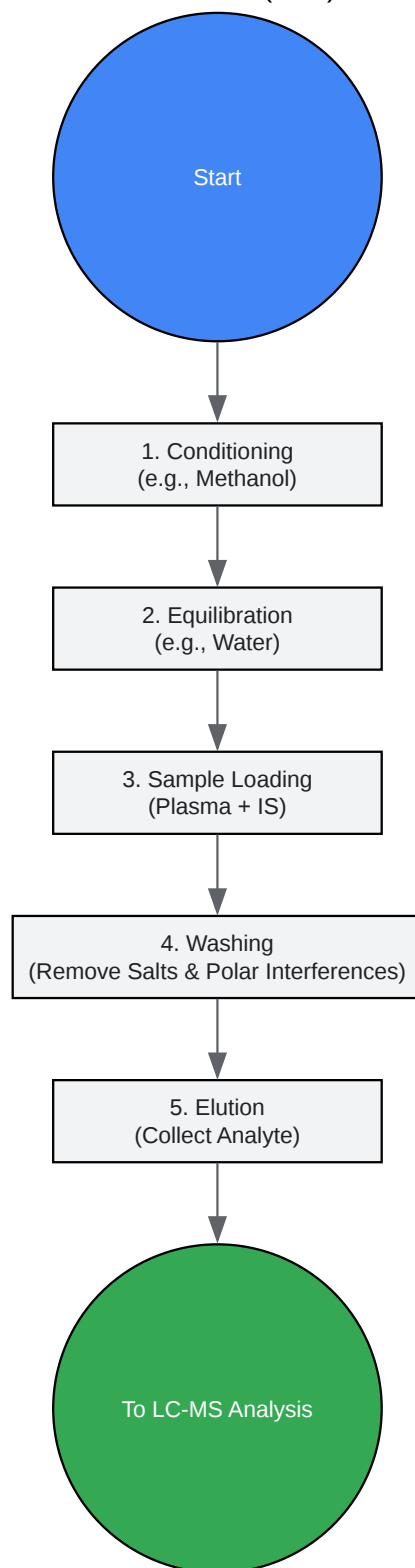 Start
1. Conditioning
(e.g., Methanol)
2. Equilibration
(e.g., Water)
3. Sample Loading
(Plasma + IS)
4. Washing
(Remove Salts & Polar Interferences)
5. Elution
(Collect Analyte)
To LC-MS Analysis